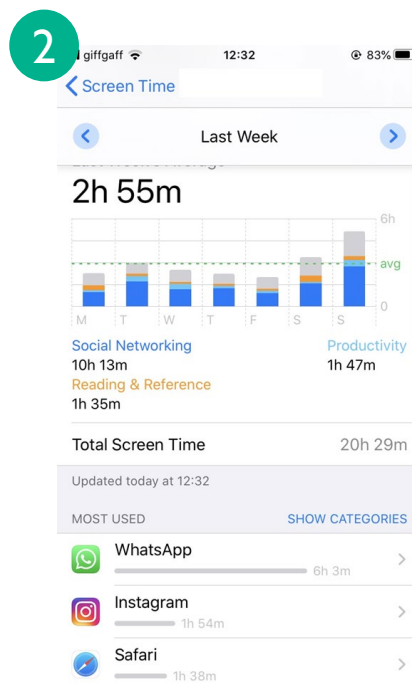 2
giffgaff 12:32 83%
Screen Time
Last Week
2h 55m
6h
avg
0
M T W T F S S
Social Networking Productivity
10h 13m 1h 47m
Reading & Reference
1h 35m
Total Screen Time 20h 29m
Updated today at 12:32
MOST USED SHOW CATEGORIES
WhatsApp
6h 3m
Instagram
1h 54m
Safari
1h 38m